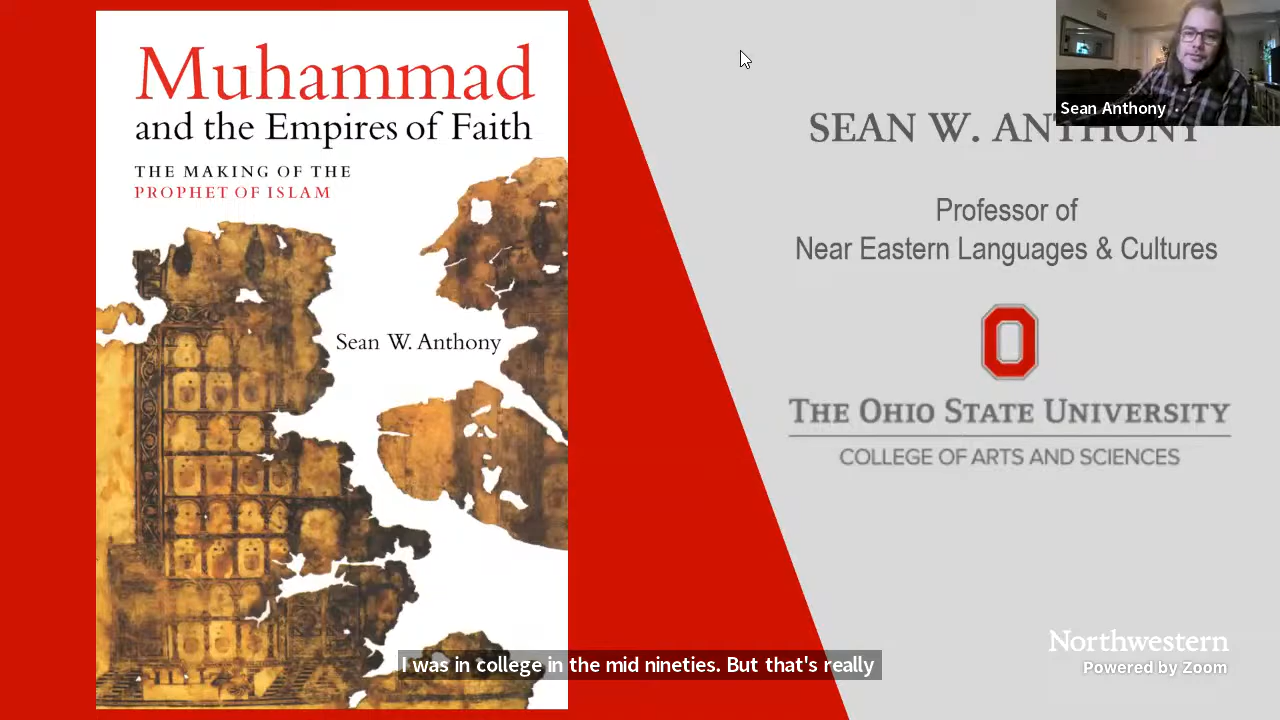 Muhammad
and the Empires of Faith
THE MAKING OF THE
PROPHET OF ISLAM
Sean W. Anthony
Sean Anthony
SEAN W. ANTHONY
Professor of
Near Eastern Languages & Cultures
THE OHIO STATE UNIVERSITY
COLLEGE OF ARTS AND SCIENCES
Northwestern
Powered by Zoom
I was in college in the mid nineties. But that's really